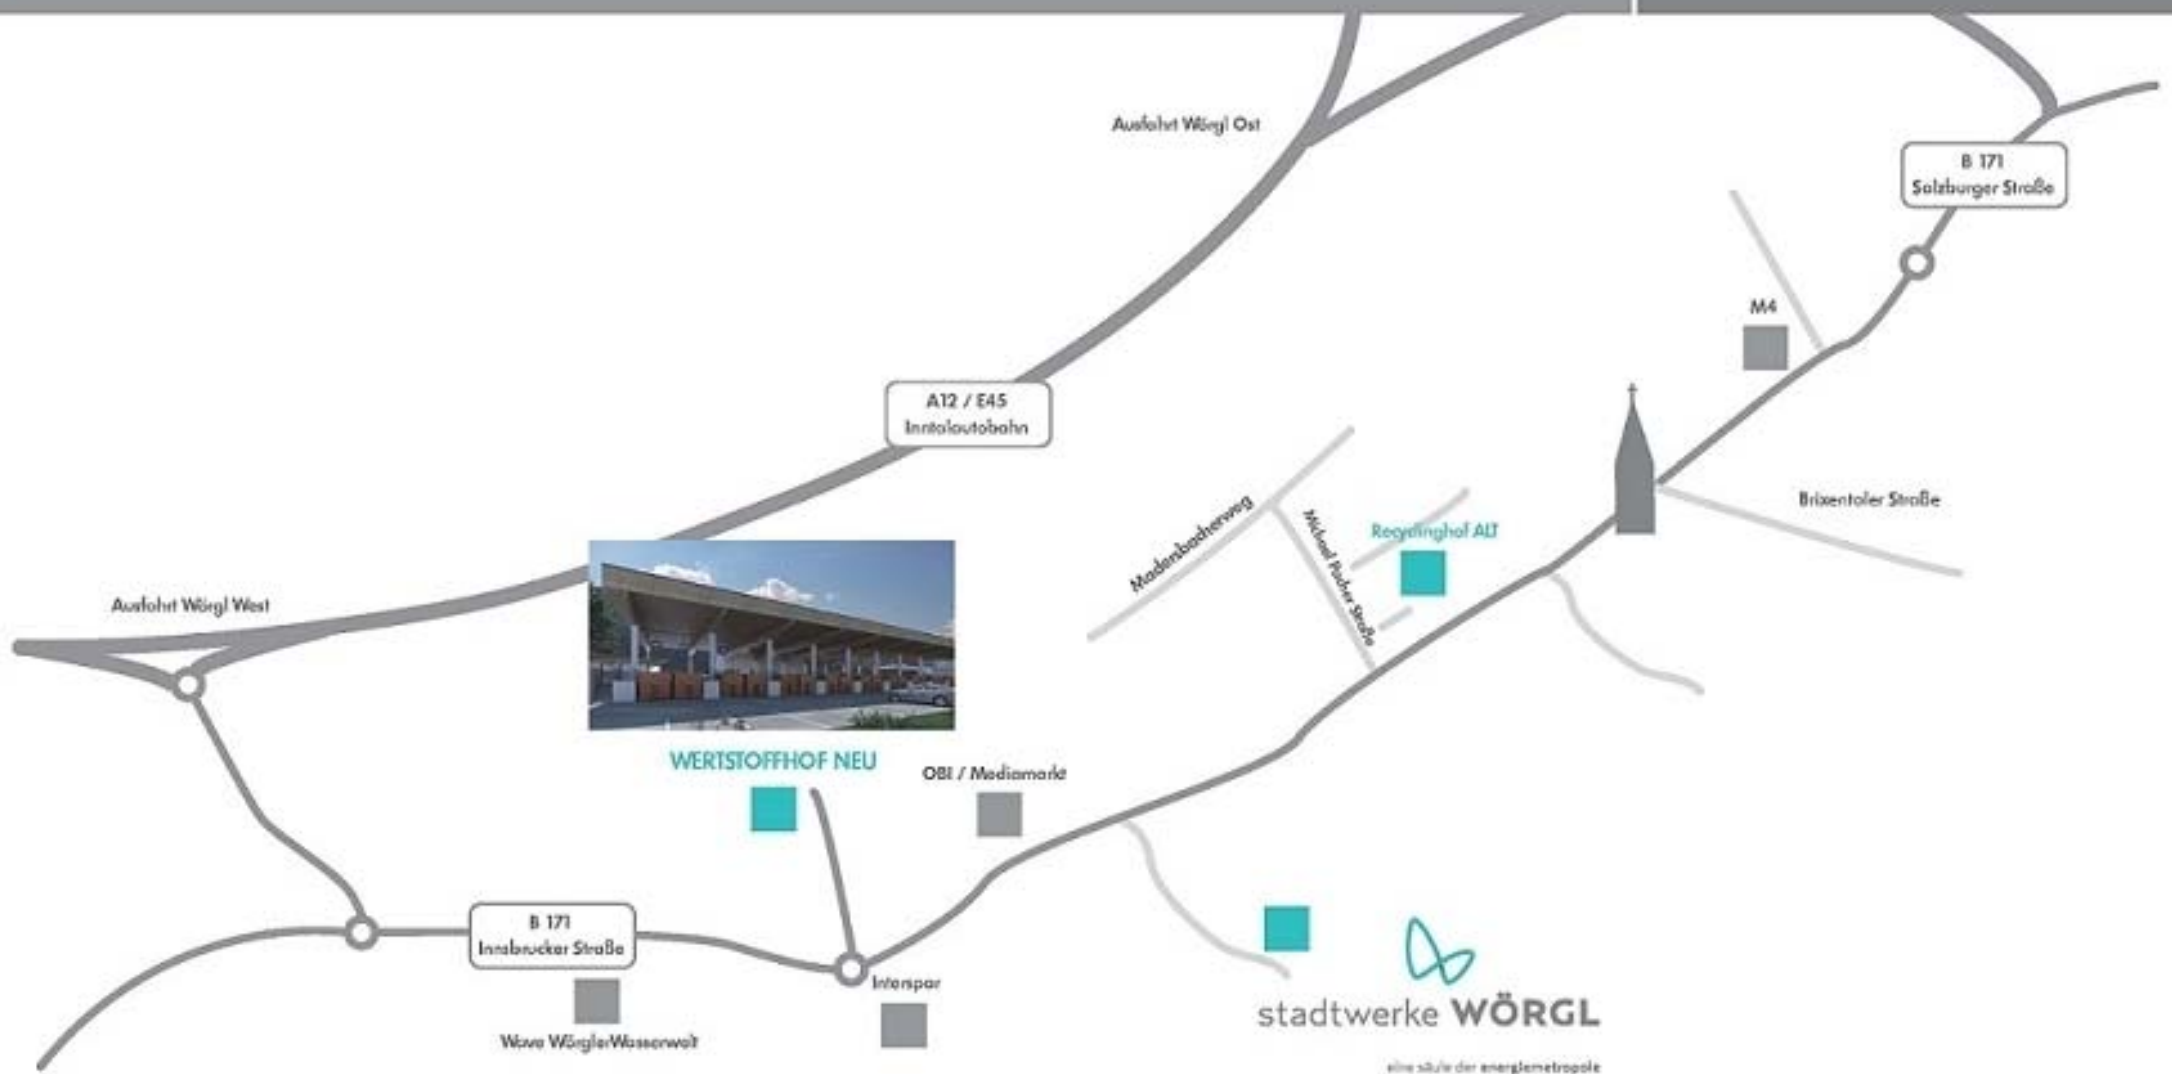 Ausfahrt Wörgl Ost
B 171
Salzburger Straße
M4
A12 / E45
Inntalautobahn
Madersbacherweg
Michael Pacher Straße
Recyclinghof ALT
Brixentaler Straße
Ausfahrt Wörgl West
WERTSTOFFHOF NEU
OBI / Mediamarkt
B 171
Innsbrucker Straße
Interspar
Wave WörglerWasserwelt
stadtwerke WÖRGL
eine säule der energiemetropole